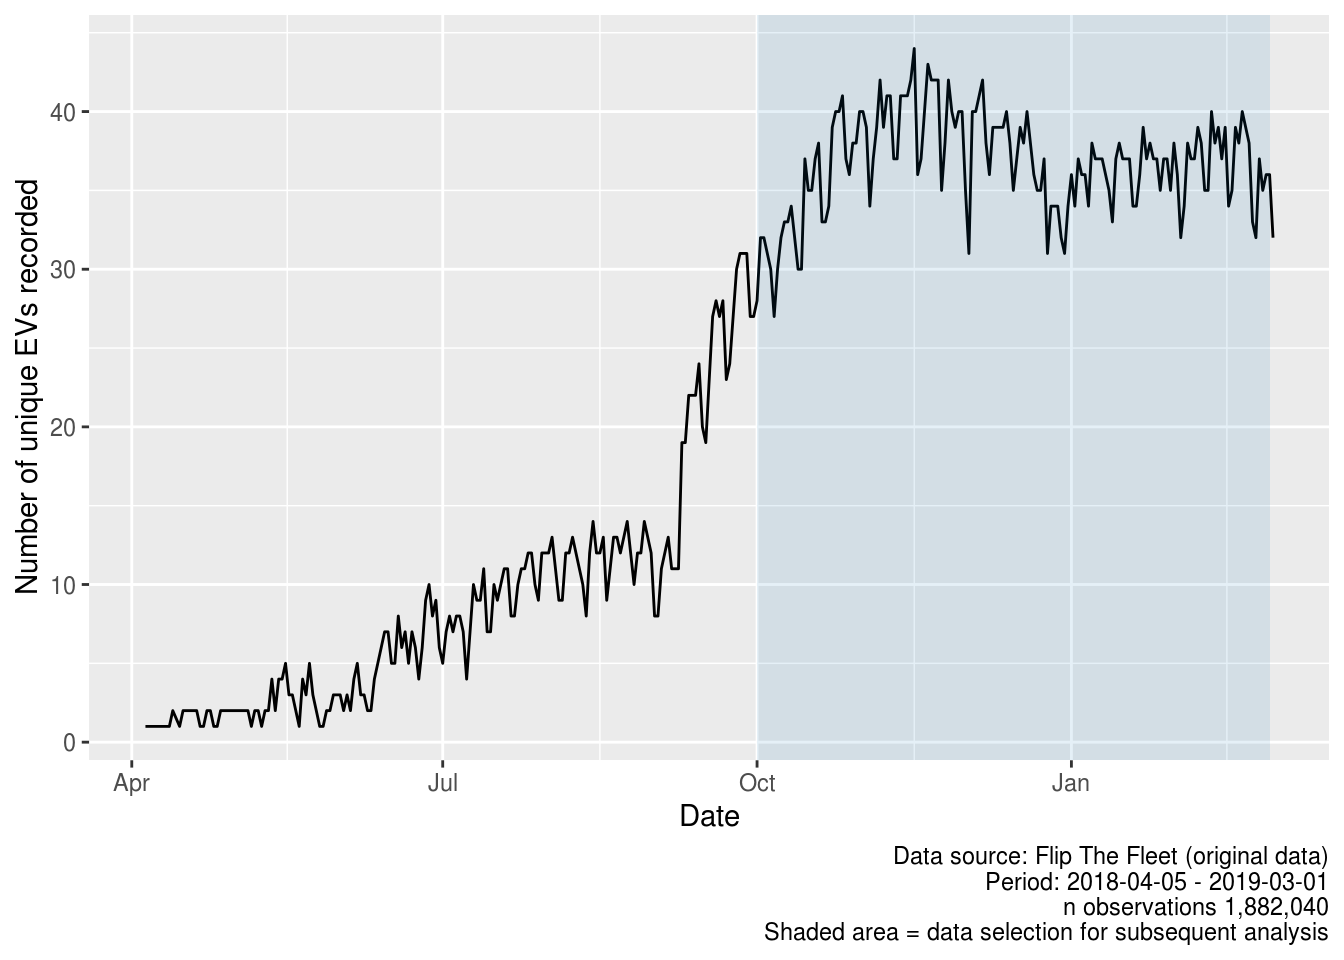 Number of unique EVs recorded
40
30
20
10
0
Apr Jul Oct Jan
Date
Data source: Flip The Fleet (original data)
Period: 2018-04-05 - 2019-03-01
n observations 1,882,040
Shaded area = data selection for subsequent analysis